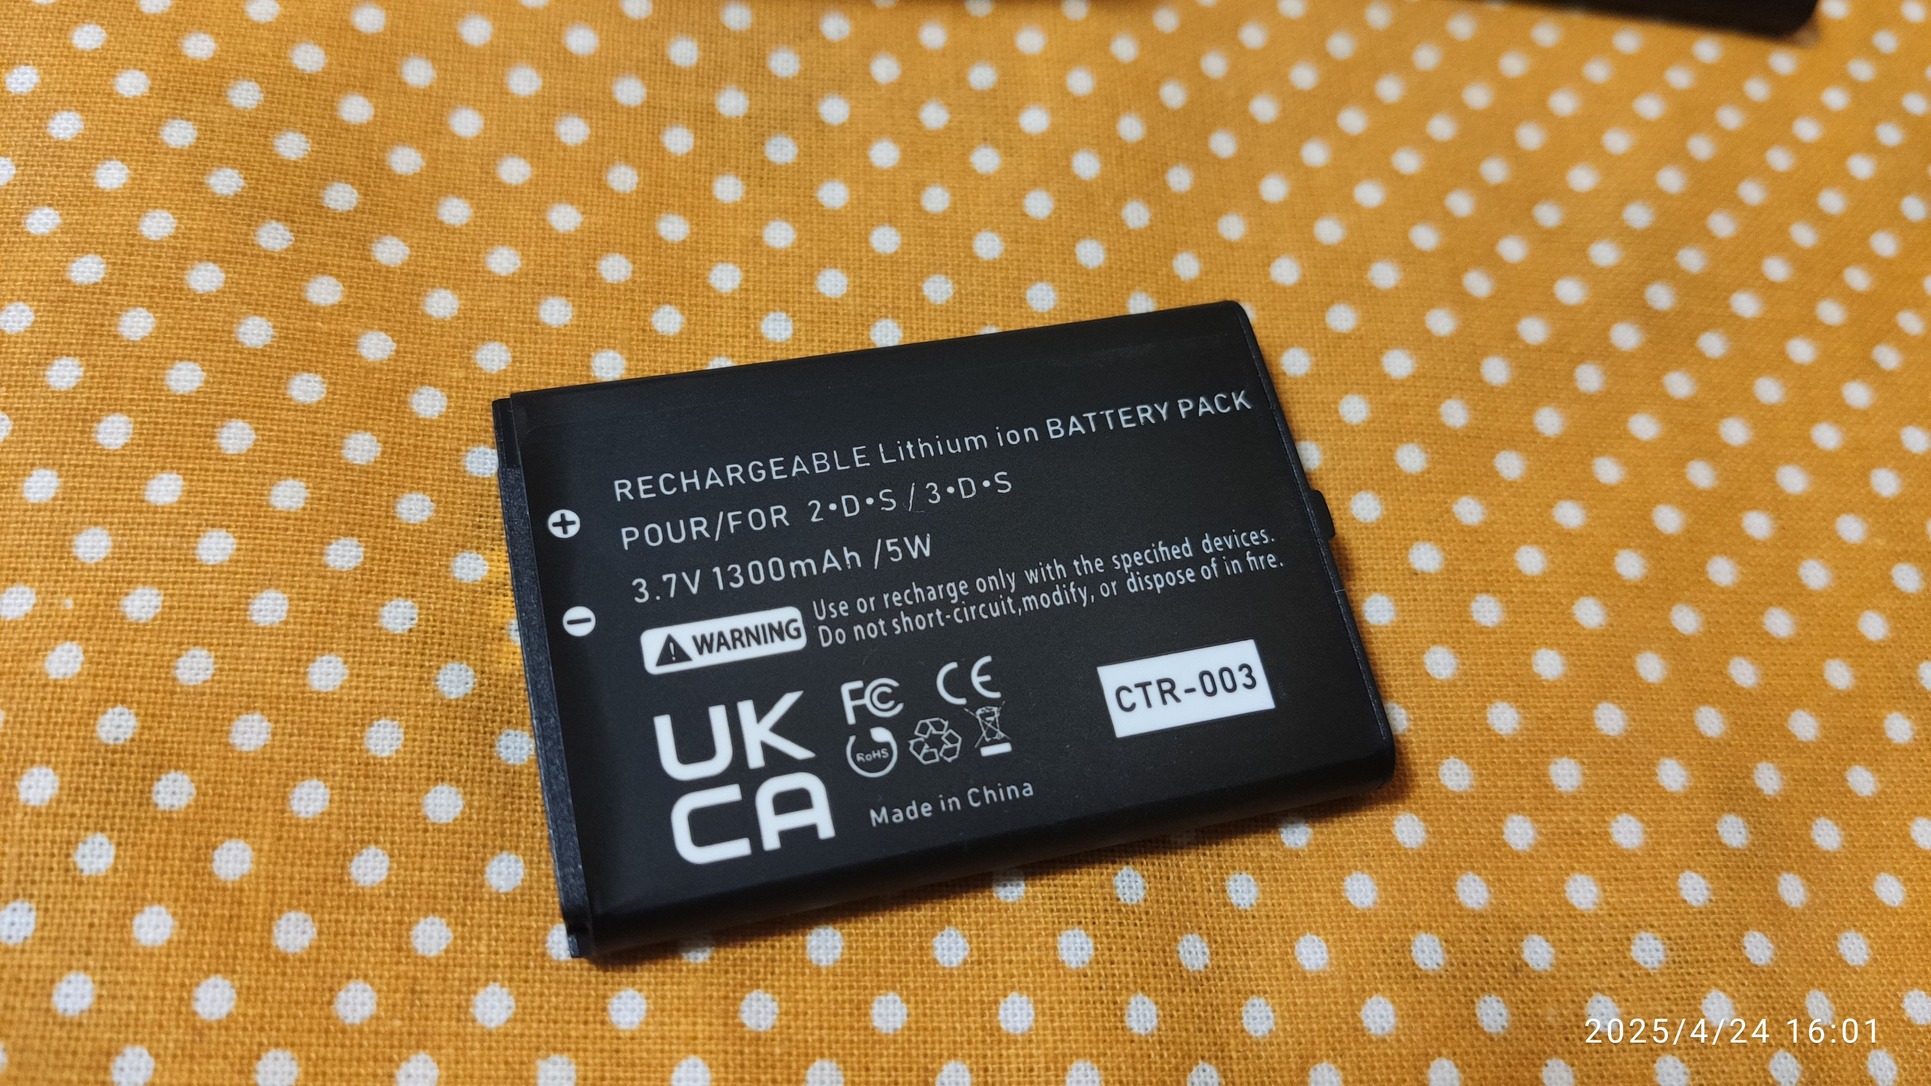 RECHARGEABLE Lithium ion BATTERY PACK
POUR/FOR 2•D•S / 3•D•S
3.7V 1300mAh /5W
WARNING
Use or recharge only with the specified devices.
Do not short-circuit,modify, or dispose of in fire.
UK
CA
FC
CE
RoHS
CTR-003
Made in China
2025/4/24 16:01